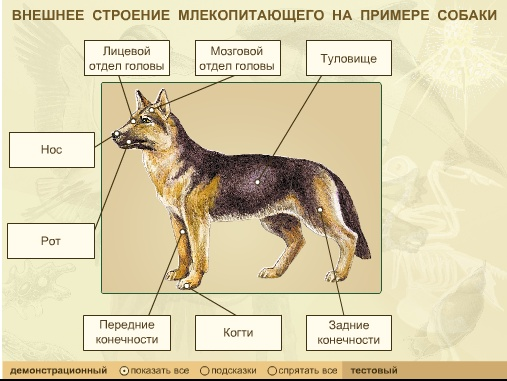 ВНЕШНЕЕ СТРОЕНИЕ МЛЕКОПИТАЮЩЕГО НА ПРИМЕРЕ СОБАКИ
Лицевой
отдел головы
Мозговой
отдел головы
Туловище
Нос
Рот
Передние
конечности
Когти
Задние
конечности
демонстрационный показать все подсказки спрятать все тестовый